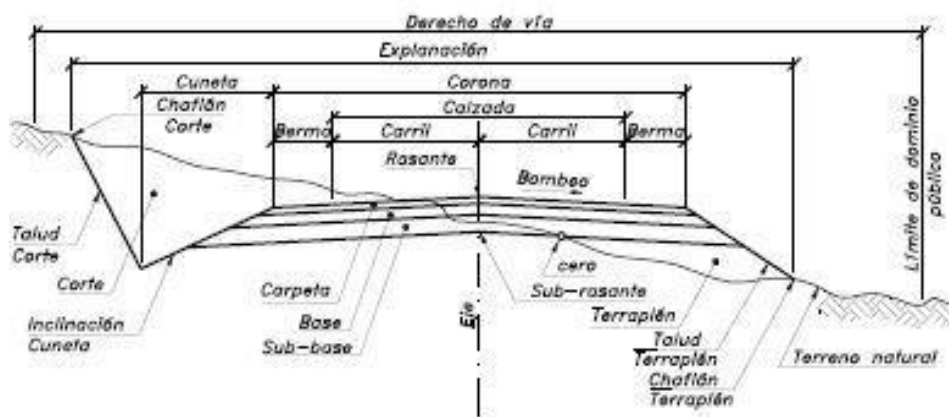 Derecho de vía
Explanación
Cuneta
Corona
Chaflán
Corte
Calzada
Berma
Carril
Carril
Berma
Rasante
Bombeo
Límite de dominio
pública
Talud
Corte
Corte
Inclinación
Cuneta
Carpeta
Base
Sub-base
Eje
cero
Sub-rasante
Terraplén
Talud
Terraplén
Chaflán
Terraplén
Terreno natural